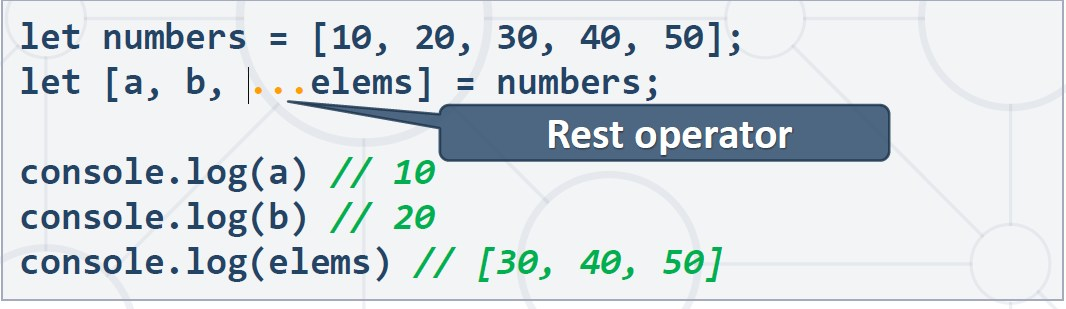 let numbers = [10, 20, 30, 40, 50];
let [a, b, ...elems] = numbers;
Rest operator
console.log(a) // 10
console.log(b) // 20
console.log(elems) // [30, 40, 50]